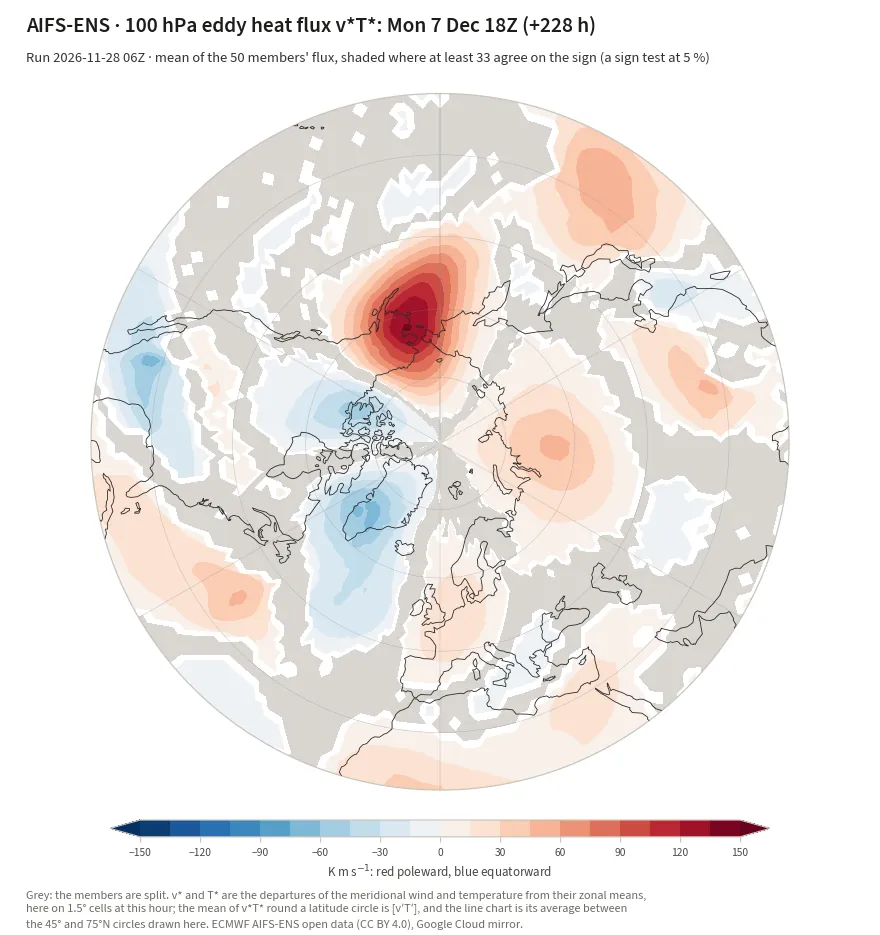 AIFS-ENS · 100 hPa eddy heat flux v*T*: Mon 7 Dec 18Z (+228 h)
Run 2026-11-28 06Z · mean of the 50 members' flux, shaded where at least 33 agree on the sign (a sign test at 5 %)
−150 −120 −90 −60 −30 0 30 60 90 120 150
K m s⁻¹: red poleward, blue equatorward
Grey: the members are split. v* and T* are the departures of the meridional wind and temperature from their zonal means,
here on 1.5° cells at this hour; the mean of v*T* round a latitude circle is [v'T'], and the line chart is its average between
the 45° and 75°N circles drawn here. ECMWF AIFS-ENS open data (CC BY 4.0), Google Cloud mirror.